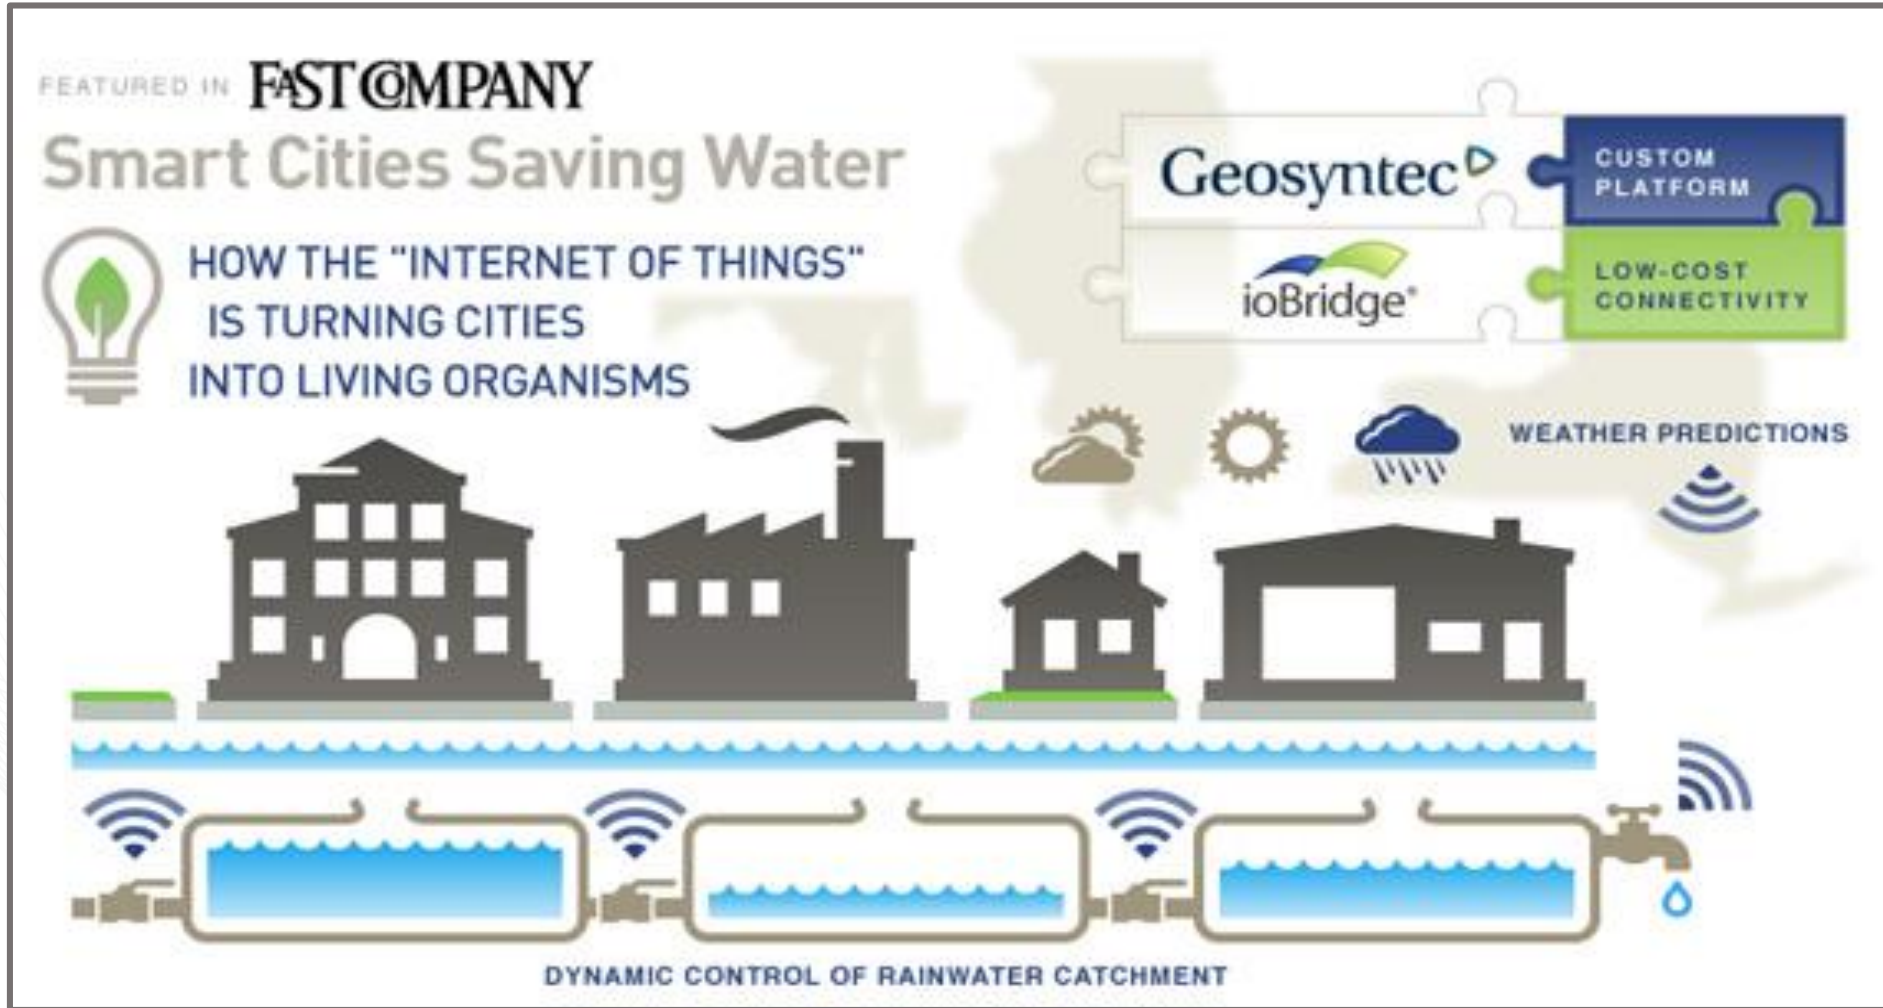 FEATURED IN FAST COMPANY
Smart Cities Saving Water
HOW THE "INTERNET OF THINGS"
IS TURNING CITIES
INTO LIVING ORGANISMS
Geosyntec
CUSTOM
PLATFORM
ioBridge®
LOW-COST
CONNECTIVITY
WEATHER PREDICTIONS
DYNAMIC CONTROL OF RAINWATER CATCHMENT